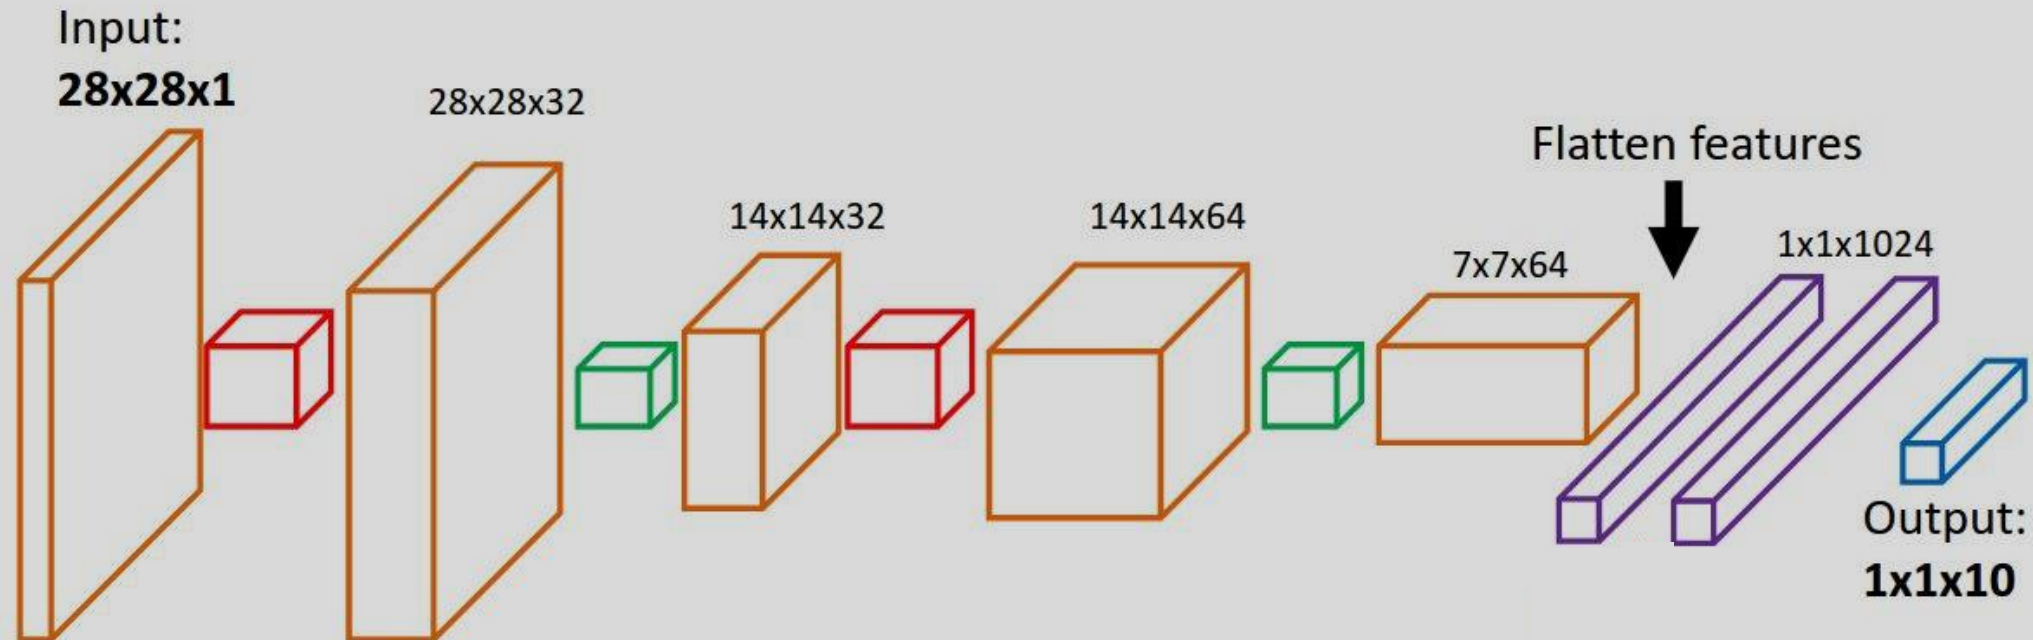 Input:
28x28x1
28x28x32
14x14x32
14x14x64
7x7x64
Flatten features
1x1x1024
Output:
1x1x10